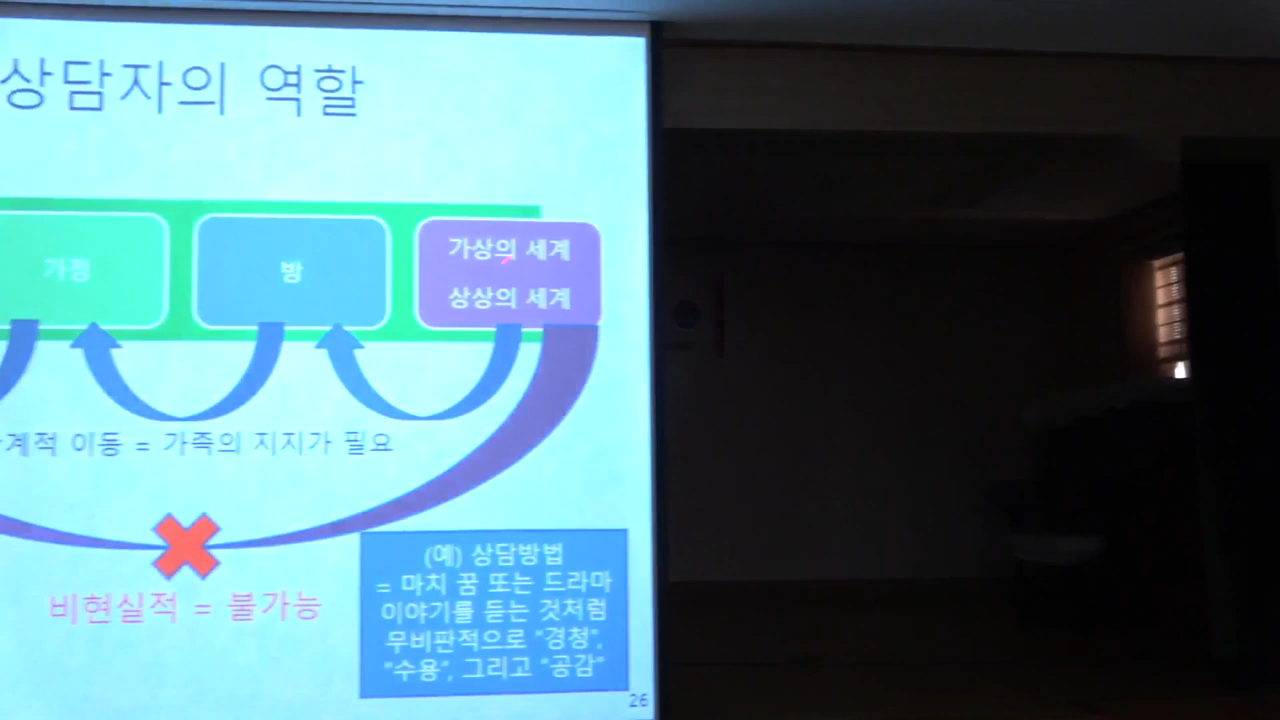 상담자의 역할
가정
방
가상의 세계
상상의 세계
계적 이동 = 가족의 지지가 필요
비현실적 = 불가능
(예) 상담방법
= 마치 꿈 또는 드라마
이야기를 듣는 것처럼
무비판적으로 "경청",
"수용", 그리고 "공감"
26